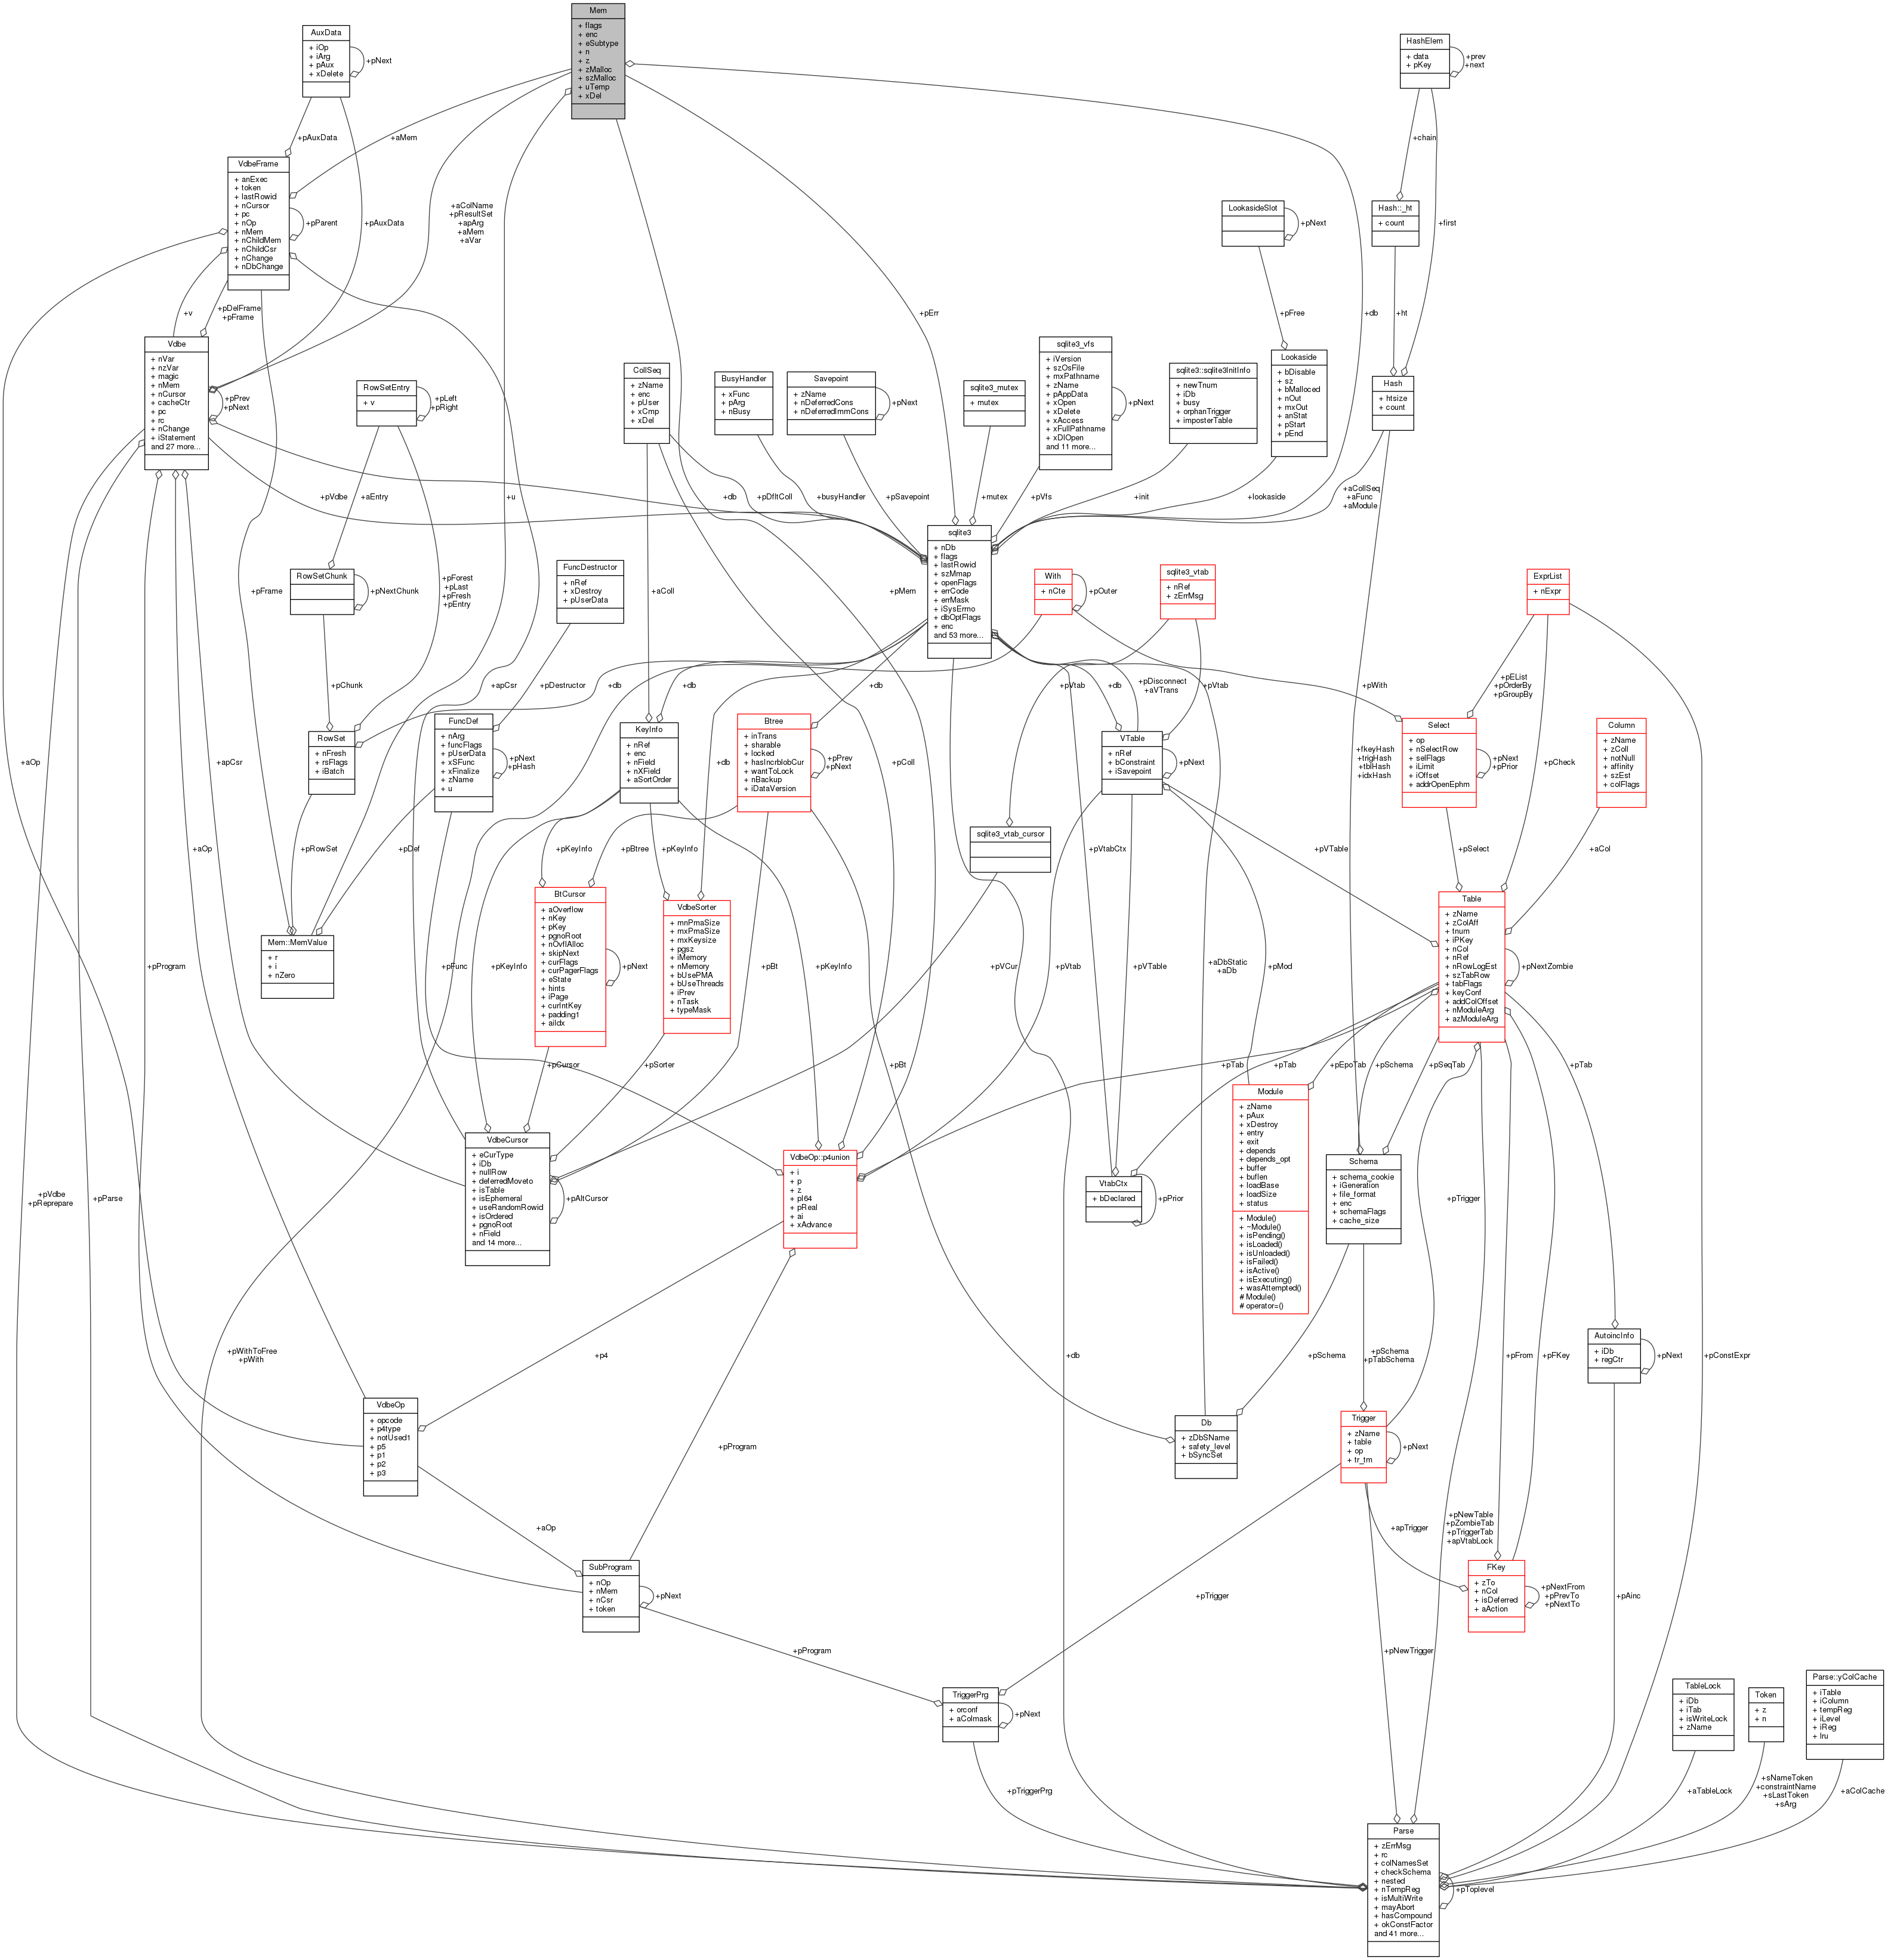 Mem
+ flags
+ enc
+ eSubtype
+ n
+ z
+ zMalloc
+ szMalloc
+ uTemp
+ xDel
AuxData
+ iOp
+ iArg
+ pAux
+ xDelete
+pNext
HashElem
+ data
+ pKey
+prev
+next
+pAuxData
+aMem
+chain
VdbeFrame
+ anExec
+ token
+ lastRowid
+ nCursor
+ pc
+ nOp
+ nMem
+ nChildMem
+ nChildCsr
+ nChange
+ nDbChange
+pParent
+pAuxData
+aColName
+pResultSet
+apArg
+aMem
+aVar
LookasideSlot
+pNext
Hash::_ht
+ count
+first
+v
+pDelFrame
+pFrame
+pErr
+db
+pFree
+ht
Vdbe
+ nVar
+ nzVar
+ magic
+ nMem
+ nCursor
+ cacheCtr
+ pc
+ rc
+ nChange
+ iStatement
and 27 more...
+pPrev
+pNext
RowSetEntry
+ v
+pLeft
+pRight
CollSeq
+ zName
+ enc
+ pUser
+ xCmp
+ xDel
BusyHandler
+ xFunc
+ pArg
+ nBusy
Savepoint
+ zName
+ nDeferredCons
+ nDeferredImmCons
+pNext
sqlite3_mutex
+ mutex
sqlite3_vfs
+ iVersion
+ szOsFile
+ mxPathname
+ zName
+ pAppData
+ xOpen
+ xDelete
+ xAccess
+ xFullPathname
+ xDlOpen
and 11 more...
+pNext
sqlite3::sqlite3InitInfo
+ newTnum
+ iDb
+ busy
+ orphanTrigger
+ imposterTable
Lookaside
+ bDisable
+ sz
+ bMalloced
+ nOut
+ mxOut
+ anStat
+ pStart
+ pEnd
Hash
+ htsize
+ count
+pVdbe
+aEntry
+u
+db
+pDfltColl
+busyHandler
+pSavepoint
+mutex
+pVfs
+init
+lookaside
+aCollSeq
+aFunc
+aModule
sqlite3
+ nDb
+ flags
+ lastRowid
+ szMmap
+ openFlags
+ errCode
+ errMask
+ iSysErrno
+ dbOptFlags
+ enc
and 53 more...
RowSetChunk
+pNextChunk
+pForest
+pLast
+pFresh
+pEntry
FuncDestructor
+ nRef
+ xDestroy
+ pUserData
+pFrame
+aColl
+pMem
With
+ nCte
+pOuter
sqlite3_vtab
+ nRef
+ zErrMsg
ExprList
+ nExpr
+pChunk
+apCsr
+pDestructor
+db
+db
+db
+pVtab
+db
+pDisconnect
+aVTrans
+pVtab
+pWith
+pEList
+pOrderBy
+pGroupBy
RowSet
+ nFresh
+ rsFlags
+ iBatch
FuncDef
+ nArg
+ funcFlags
+ pUserData
+ xSFunc
+ xFinalize
+ zName
+ u
+pNext
+pHash
KeyInfo
+ nRef
+ enc
+ nField
+ nXField
+ aSortOrder
+db
Btree
+ inTrans
+ sharable
+ locked
+ hasIncrblobCur
+ wantToLock
+ nBackup
+ iDataVersion
+pPrev
+pNext
+pColl
VTable
+ nRef
+ bConstraint
+ iSavepoint
+pNext
+fkeyHash
+trigHash
+tblHash
+idxHash
Select
+ op
+ nSelectRow
+ selFlags
+ iLimit
+ iOffset
+ addrOpenEphm
+pNext
+pPrior
+pCheck
Column
+ zName
+ zColl
+ notNull
+ affinity
+ szEst
+ colFlags
+aOp
+apCsr
sqlite3_vtab_cursor
+aOp
+pRowSet
+pDef
+pKeyInfo
+pBtree
+pKeyInfo
+pVtabCtx
+pVTable
+pSelect
+aCol
BtCursor
+ aOverflow
+ nKey
+ pKey
+ pgnoRoot
+ nOvflAlloc
+ skipNext
+ curFlags
+ curPagerFlags
+ eState
+ hints
+ iPage
+ curIntKey
+ padding1
+ aiIdx
+pNext
VdbeSorter
+ mnPmaSize
+ mxPmaSize
+ mxKeysize
+ pgsz
+ iMemory
+ nMemory
+ bUsePMA
+ bUseThreads
+ iPrev
+ nTask
+ typeMask
Table
+ zName
+ zColAff
+ tnum
+ iPKey
+ nCol
+ nRef
+ nRowLogEst
+ szTabRow
+ tabFlags
+ keyConf
+ addColOffset
+ nModuleArg
+ azModuleArg
+pNextZombie
Mem::MemValue
+ r
+ i
+ nZero
+pProgram
+pFunc
+pKeyInfo
+pBt
+pKeyInfo
+pVCur
+pVtab
+pVTable
+aDbStatic
+aDb
+pMod
+pCursor
+pSorter
+pBt
+pTab
+pTab
+pEpoTab
+pSchema
+pSeqTab
+pTab
Module
+ zName
+ pAux
+ xDestroy
+ entry
+ exit
+ depends
+ depends_opt
+ buffer
+ buflen
+ loadBase
+ loadSize
+ status
+ Module()
+ ~Module()
+ isPending()
+ isLoaded()
+ isUnloaded()
+ isFailed()
+ isActive()
+ isExecuting()
+ wasAttempted()
# Module()
# operator=()
VdbeCursor
+ eCurType
+ iDb
+ nullRow
+ deferredMoveto
+ isTable
+ isEphemeral
+ useRandomRowid
+ isOrdered
+ pgnoRoot
+ nField
and 14 more...
+pAltCursor
VdbeOp::p4union
+ i
+ p
+ z
+ pI64
+ pReal
+ ai
+ xAdvance
VtabCtx
+ bDeclared
+pPrior
Schema
+ schema_cookie
+ iGeneration
+ file_format
+ enc
+ schemaFlags
+ cache_size
+pVdbe
+pReprepare
+pParse
+pTrigger
+pWithToFree
+pWith
+p4
+db
+pSchema
+pSchema
+pTabSchema
+pFrom
+pFKey
AutoincInfo
+ iDb
+ regCtr
+pNext
+pConstExpr
VdbeOp
+ opcode
+ p4type
+ notUsed1
+ p5
+ p1
+ p2
+ p3
+pProgram
Db
+ zDbSName
+ safety_level
+ bSyncSet
Trigger
+ zName
+ table
+ op
+ tr_tm
+pNext
+aOp
+apTrigger
+pNewTable
+pZombieTab
+pTriggerTab
+apVtabLock
SubProgram
+ nOp
+ nMem
+ nCsr
+ token
+pNext
+pTrigger
FKey
+ zTo
+ nCol
+ isDeferred
+ aAction
+pNextFrom
+pPrevTo
+pNextTo
+pAinc
+pProgram
+pNewTrigger
TriggerPrg
+ orconf
+ aColmask
+pNext
TableLock
+ iDb
+ iTab
+ isWriteLock
+ zName
Token
+ z
+ n
Parse::yColCache
+ iTable
+ iColumn
+ tempReg
+ iLevel
+ iReg
+ lru
+pTriggerPrg
+aTableLock
+sNameToken
+constraintName
+sLastToken
+sArg
+aColCache
Parse
+ zErrMsg
+ rc
+ colNamesSet
+ checkSchema
+ nested
+ nTempReg
+ isMultiWrite
+ mayAbort
+ hasCompound
+ okConstFactor
and 41 more...
+pToplevel